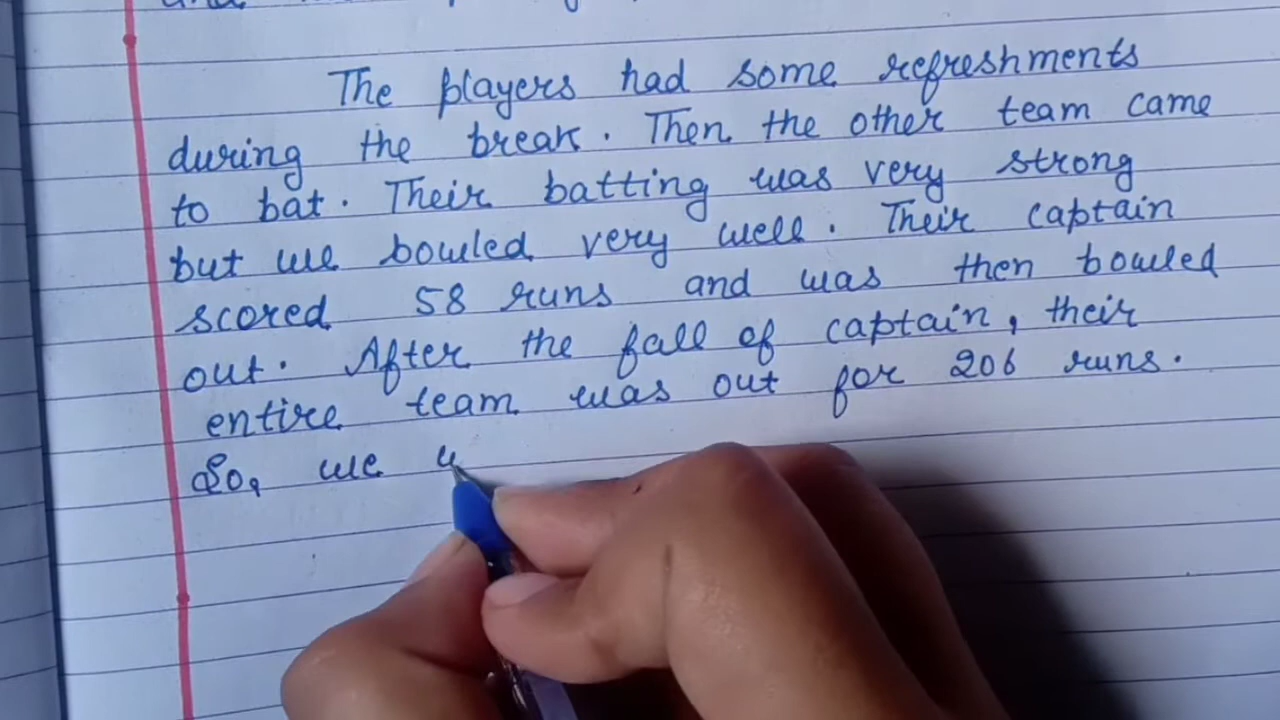 The players had some refreshments
during the break. Then the other team came
to bat. Their batting was very strong
but we bowled very well. Their captain
scored 58 runs and was then bowled
out. After the fall of captain, their
entire team was out for 206 runs.
So, we